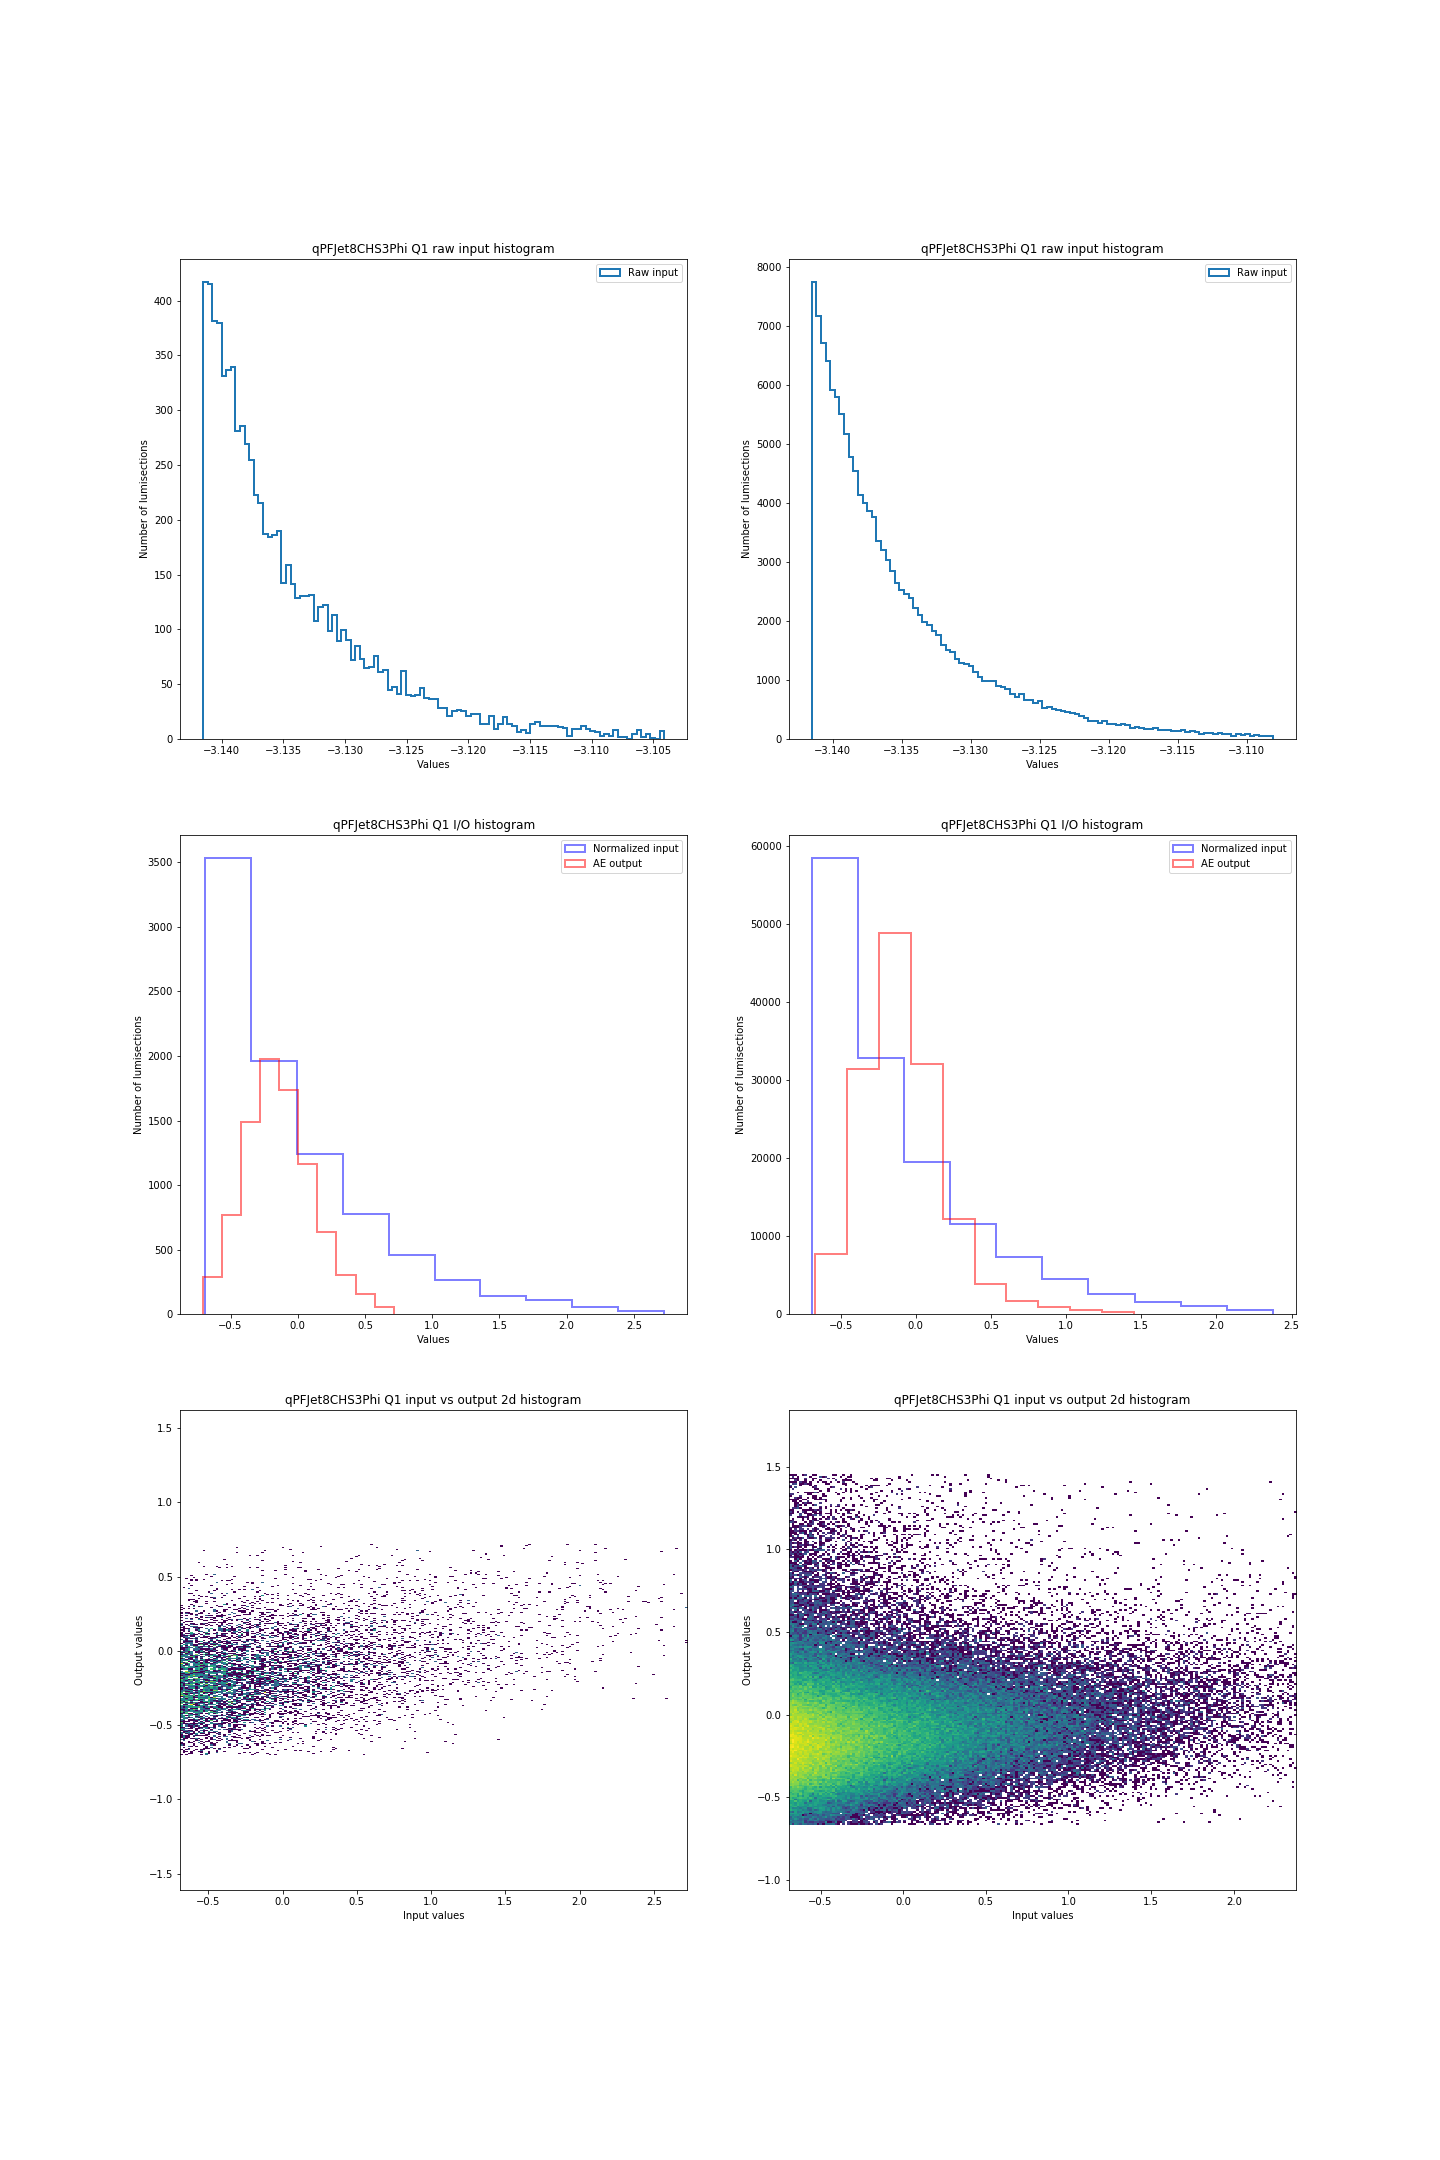 qPFJet8CHS3Phi Q1 raw input histogram
Raw input
Number of lumisections
400
350
300
250
200
150
100
50
0
−3.140 −3.135 −3.130 −3.125 −3.120 −3.115 −3.110 −3.105
Values
qPFJet8CHS3Phi Q1 raw input histogram
Raw input
Number of lumisections
8000
7000
6000
5000
4000
3000
2000
1000
0
−3.140 −3.135 −3.130 −3.125 −3.120 −3.115 −3.110
Values
qPFJet8CHS3Phi Q1 I/O histogram
Normalized input
AE output
Number of lumisections
3500
3000
2500
2000
1500
1000
500
0
−0.5 0.0 0.5 1.0 1.5 2.0 2.5
Values
qPFJet8CHS3Phi Q1 I/O histogram
Normalized input
AE output
Number of lumisections
60000
50000
40000
30000
20000
10000
0
−0.5 0.0 0.5 1.0 1.5 2.0 2.5
Values
qPFJet8CHS3Phi Q1 input vs output 2d histogram
Output values
1.5
1.0
0.5
0.0
−0.5
−1.0
−1.5
−0.5 0.0 0.5 1.0 1.5 2.0 2.5
Input values
qPFJet8CHS3Phi Q1 input vs output 2d histogram
Output values
1.5
1.0
0.5
0.0
−0.5
−1.0
−0.5 0.0 0.5 1.0 1.5 2.0
Input values